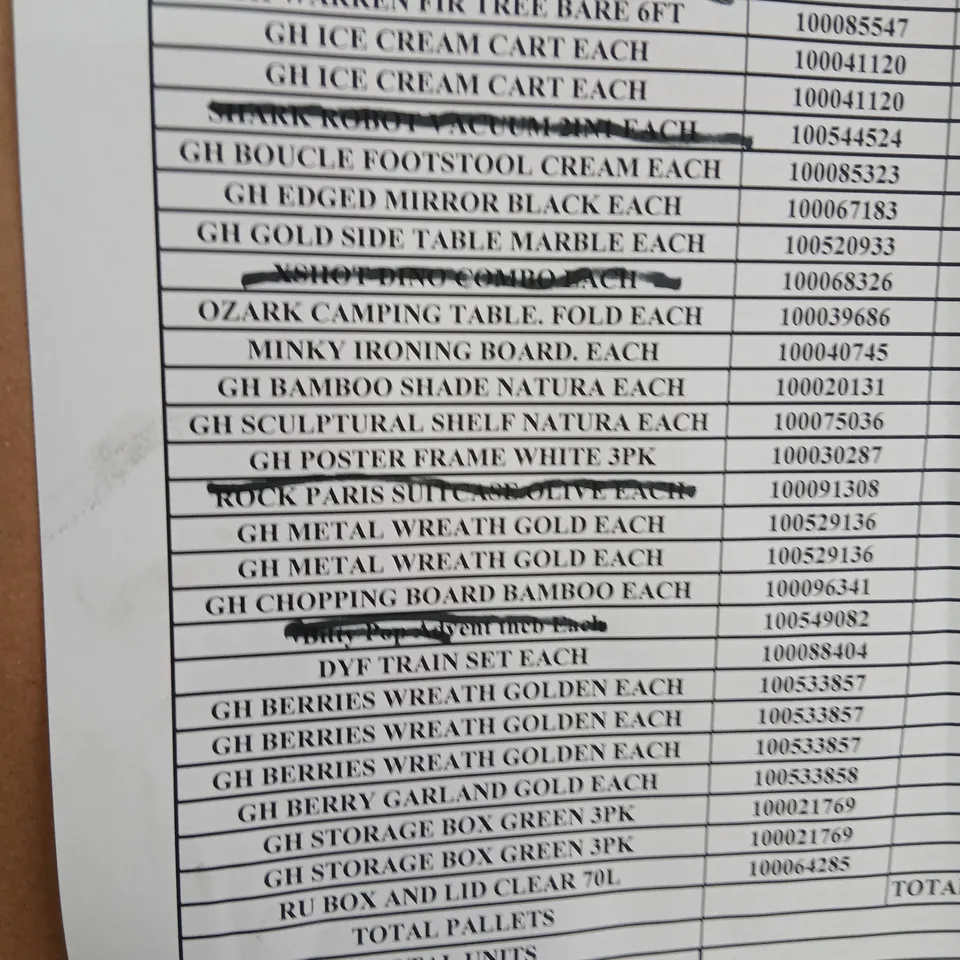 WARREN FIR TREE BARE 6FT 100085547
GH ICE CREAM CART EACH 100041120
GH ICE CREAM CART EACH 100041120
SHARK ROBOT VACUUM 2IN1 EACH 100544524
GH BOUCLE FOOTSTOOL CREAM EACH 100085323
GH EDGED MIRROR BLACK EACH 100067183
GH GOLD SIDE TABLE MARBLE EACH 100520933
XSHOT DINO COMBO EACH 100068326
OZARK CAMPING TABLE. FOLD EACH 100039686
MINKY IRONING BOARD. EACH 100040745
GH BAMBOO SHADE NATURA EACH 100020131
GH SCULPTURAL SHELF NATURA EACH 100075036
GH POSTER FRAME WHITE 3PK 100030287
ROCK PARIS SUITCASE OLIVE EACH 100091308
GH METAL WREATH GOLD EACH 100529136
GH METAL WREATH GOLD EACH 100529136
GH CHOPPING BOARD BAMBOO EACH 100096341
Pop Advent Each 100549082
DYF TRAIN SET EACH 100088404
GH BERRIES WREATH GOLDEN EACH 100533857
GH BERRIES WREATH GOLDEN EACH 100533857
GH BERRIES WREATH GOLDEN EACH 100533857
GH BERRY GARLAND GOLD EACH 100533858
GH STORAGE BOX GREEN 3PK 100021769
GH STORAGE BOX GREEN 3PK 100021769
RU BOX AND LID CLEAR 70L 100064285
TOTAL PALLETS TOTA
UNITS